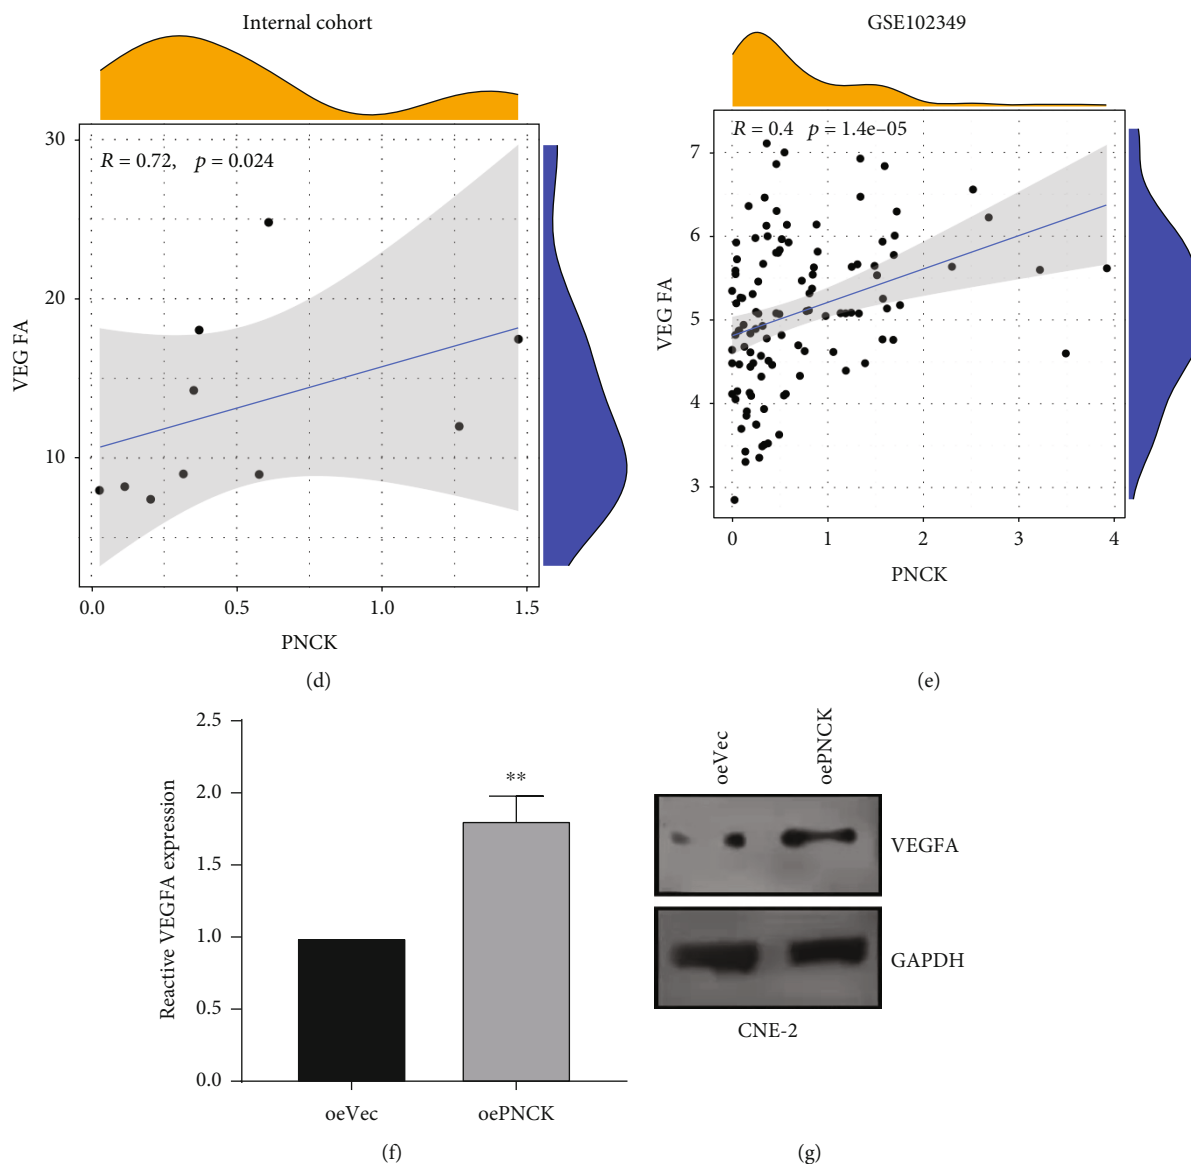 Internal cohort
R = 0.72, p = 0.024
VEG FA
30
20
10
0.0 0.5 1.0 1.5
PNCK
(d)
GSE102349
R = 0.4 p = 1.4e–05
VEG FA
7
6
5
4
3
0 1 2 3 4
PNCK
(e)
Reactive VEGFA expression
2.5
2.0
1.5
1.0
0.5
0.0
**
oeVec oePNCK
(f)
oeVec oePNCK
VEGFA
GAPDH
CNE-2
(g)